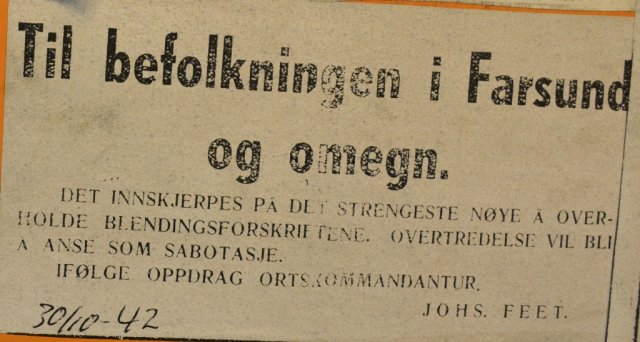 Til befolkningen i Farsund
og omegn.
DET INNSKJERPES PÅ DET STRENGESTE NØYE Å OVER-
HOLDE BLENDINGSFORSKRIFTENE. OVERTREDELSE VIL BLI
Å ANSE SOM SABOTASJE.
IFØLGE OPPDRAG ORTSKOMMANDANTUR.
JOHS. FEET.
30/10-42